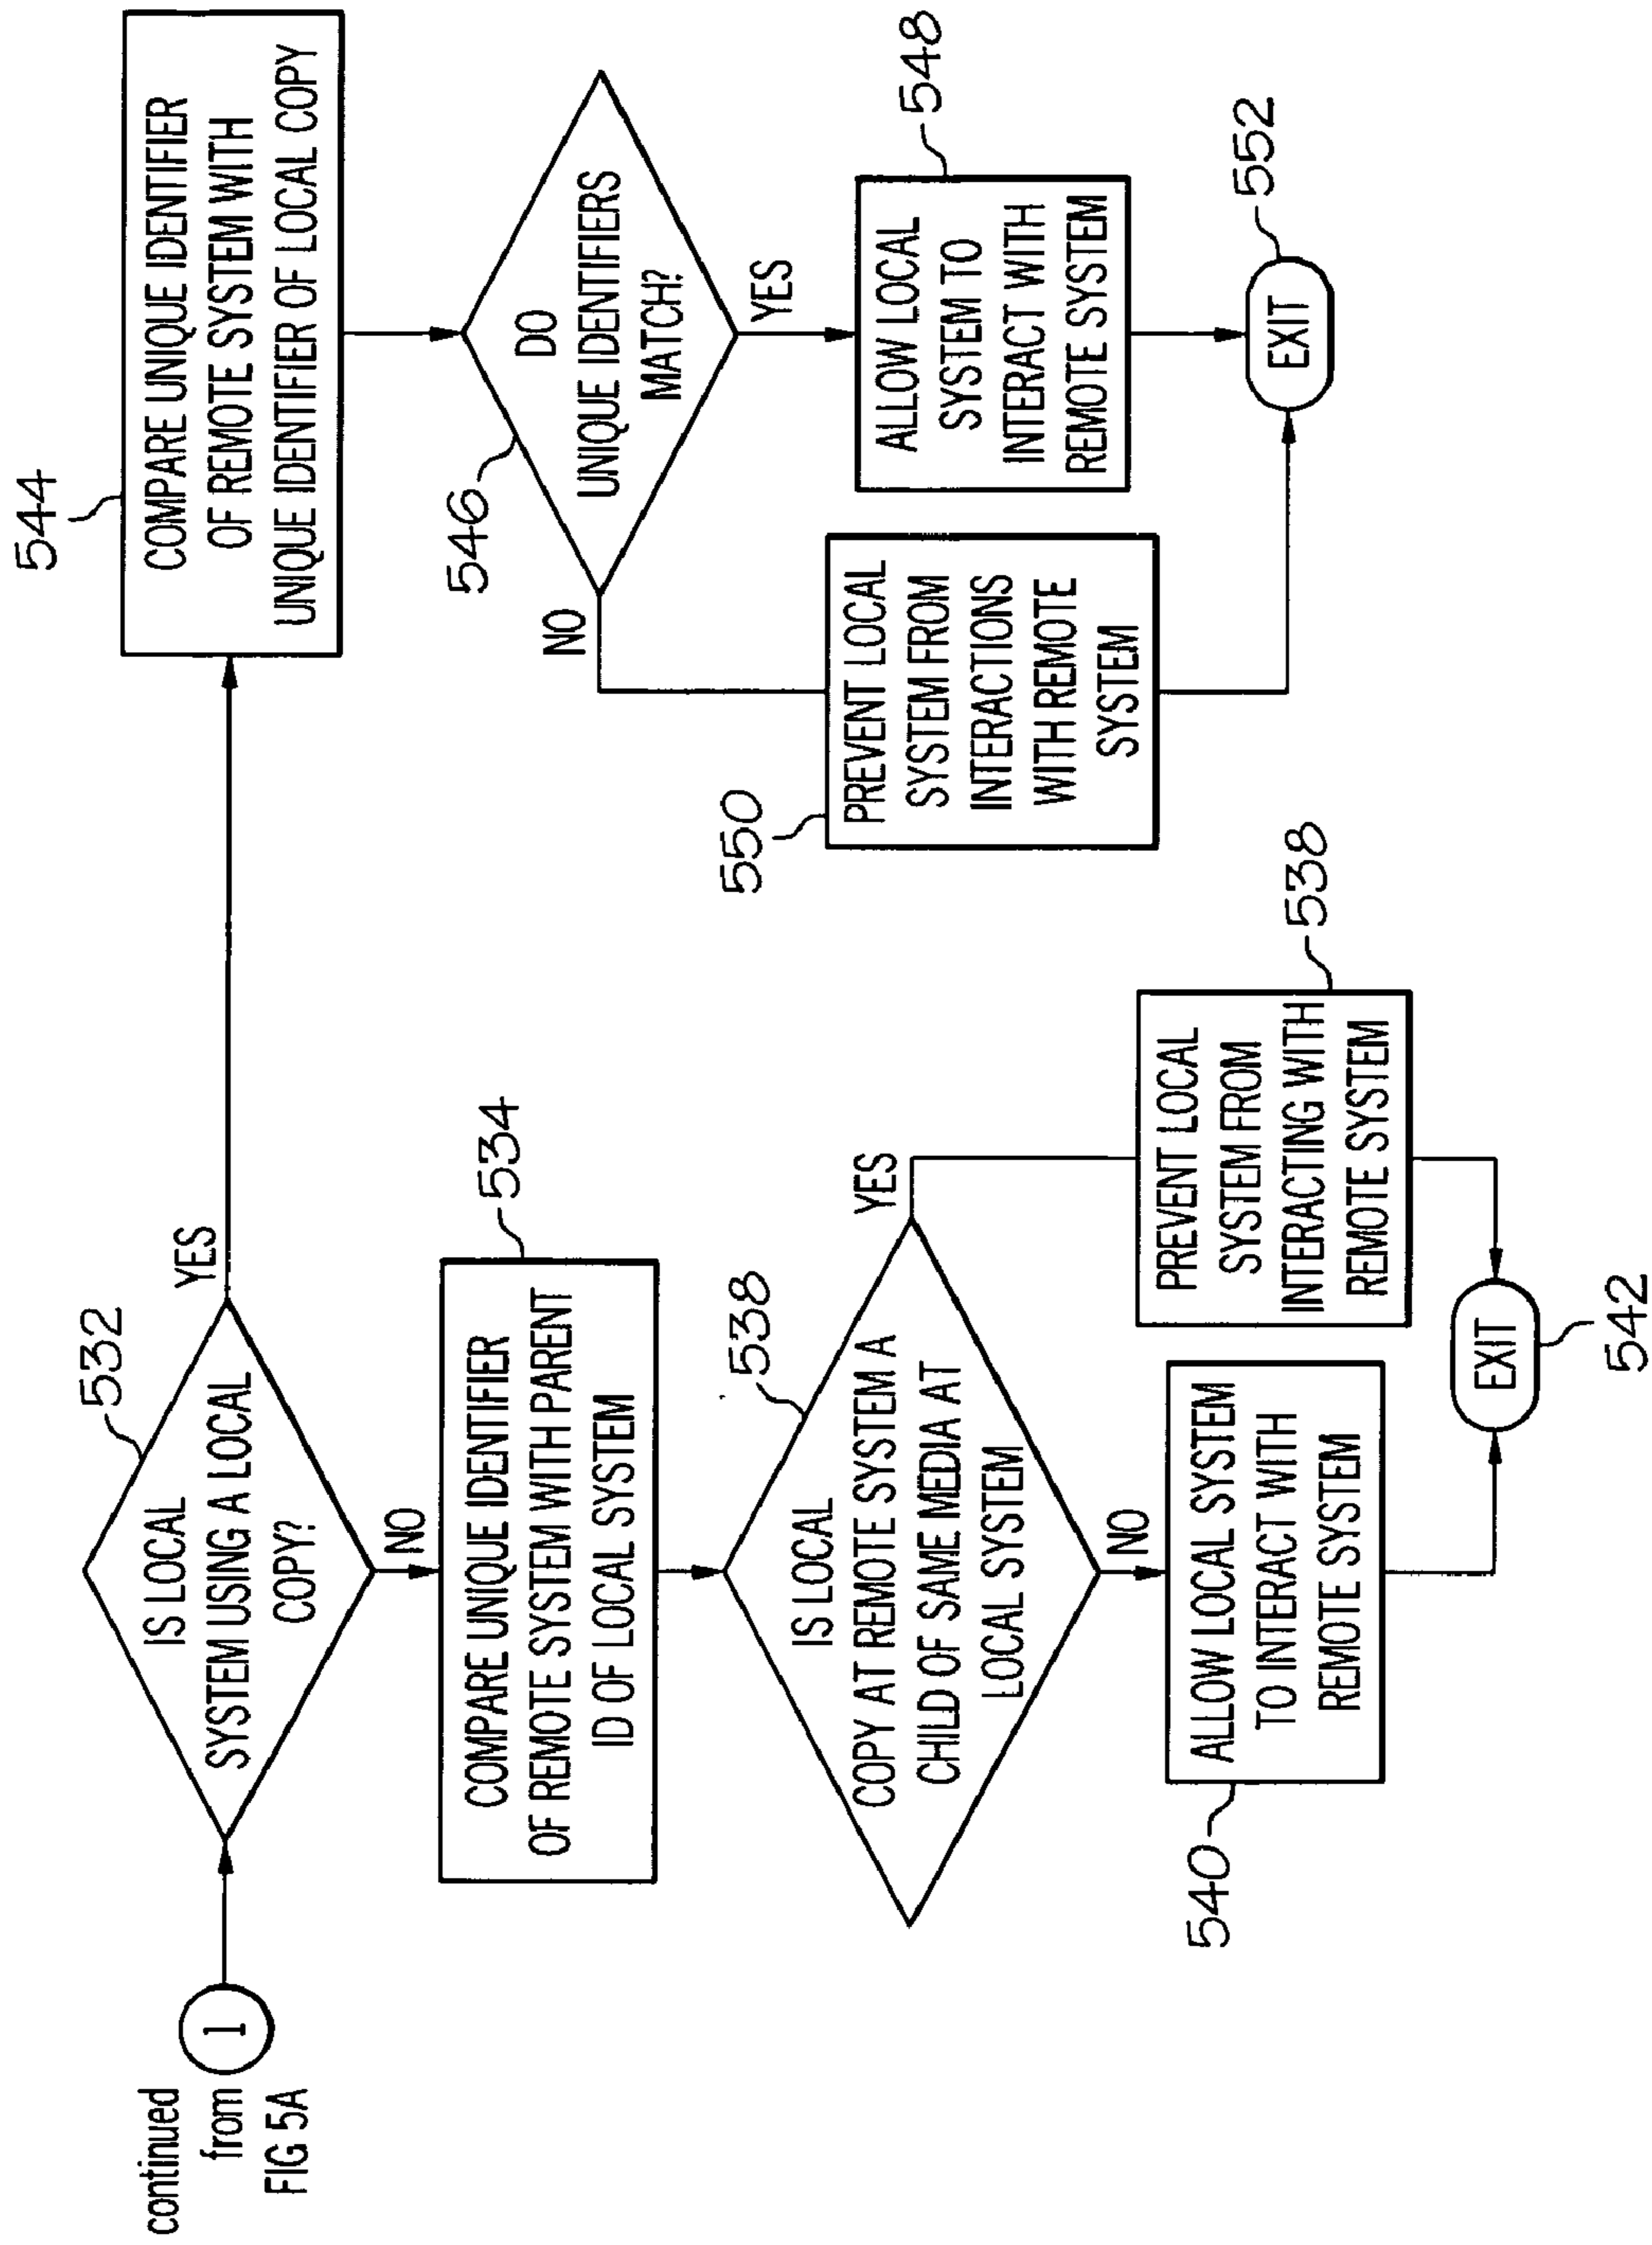 continued
from
FIG 5A
1
532
IS LOCAL
SYSTEM USING A LOCAL
COPY?
YES
NO
534
COMPARE UNIQUE IDENTIFIER
OF REMOTE SYSTEM WITH PARENT
ID OF LOCAL SYSTEM
538
IS LOCAL
COPY AT REMOTE SYSTEM A
CHILD OF SAME MEDIA AT
LOCAL SYSTEM
YES
NO
540
ALLOW LOCAL SYSTEM
TO INTERACT WITH
REMOTE SYSTEM
538
PREVENT LOCAL
SYSTEM FROM
INTERACTING WITH
REMOTE SYSTEM
EXIT
542
544
COMPARE UNIQUE IDENTIFIER
OF REMOTE SYSTEM WITH
UNIQUE IDENTIFIER OF LOCAL COPY
546
DO
UNIQUE IDENTIFIERS
MATCH?
NO
YES
550
PREVENT LOCAL
SYSTEM FROM
INTERACTIONS
WITH REMOTE
SYSTEM
548
ALLOW LOCAL
SYSTEM TO
INTERACT WITH
REMOTE SYSTEM
552
EXIT